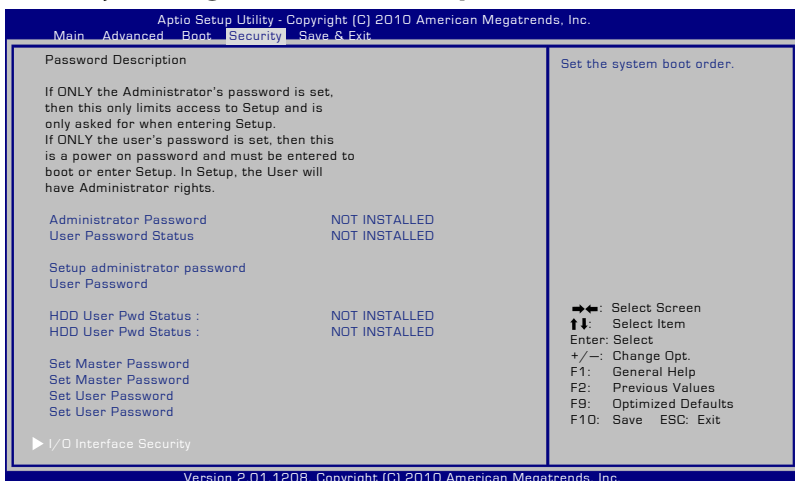 Aptio Setup Utility - Copyright (C) 2010 American Megatrends, Inc.
Main Advanced Boot Security Save & Exit
Password Description
If ONLY the Administrator's password is set,
then this only limits access to Setup and is
only asked for when entering Setup.
If ONLY the user's password is set, then this
is a power on password and must be entered to
boot or enter Setup. In Setup, the User will
have Administrator rights.
Administrator Password NOT INSTALLED
User Password Status NOT INSTALLED
Setup administrator password
User Password
HDD User Pwd Status : NOT INSTALLED
HDD User Pwd Status : NOT INSTALLED
Set Master Password
Set Master Password
Set User Password
Set User Password
▶ I/O Interface Security
Set the system boot order.
→←: Select Screen
↑↓: Select Item
Enter: Select
+/—: Change Opt.
F1: General Help
F2: Previous Values
F9: Optimized Defaults
F10: Save ESC: Exit
Version 2.01.1208. Copyright (C) 2010 American Megatrends, Inc.